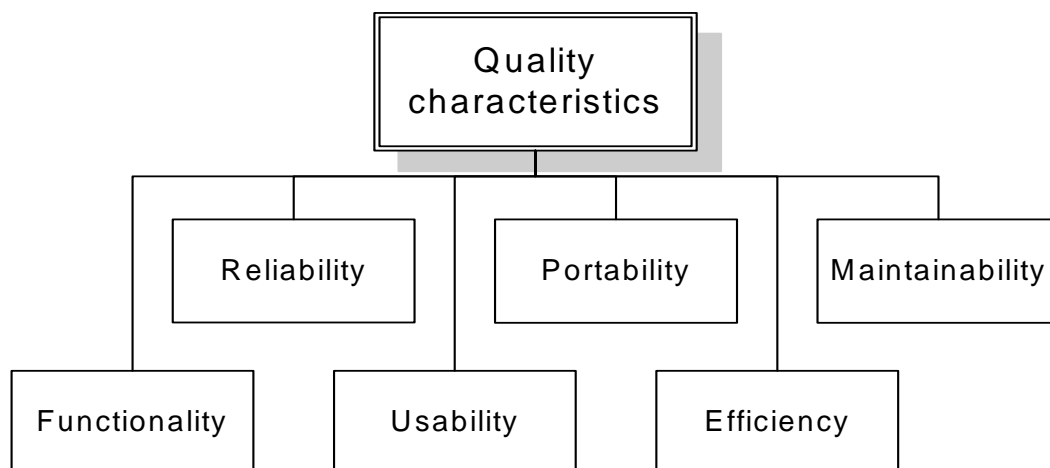 Quality
characteristics
Reliability
Portability
Maintainability
Functionality
Usability
Efficiency